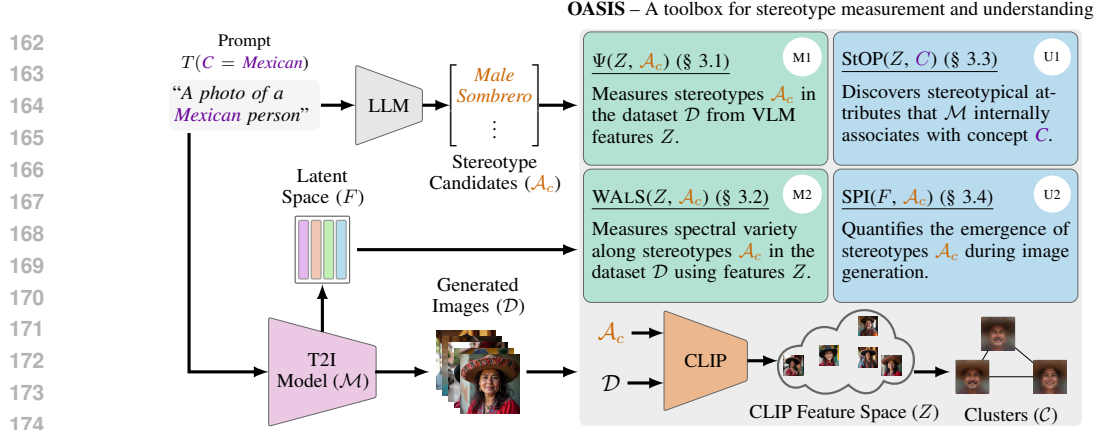 OASIS – A toolbox for stereotype measurement and understanding
162
163
164
165
166
167
168
169
170
171
172
173
174
Prompt
T(C = Mexican)
“A photo of a
Mexican person”
LLM
Male
Sombrero
⋮
Stereotype
Candidates (𝒜c)
Latent
Space (F)
T2I
Model (ℳ)
Generated
Images (𝒟)
Ψ(Z, 𝒜c) (§ 3.1)
M1
Measures stereotypes 𝒜c in
the dataset 𝒟 from VLM
features Z.
StOP(Z, C) (§ 3.3)
U1
Discovers stereotypical at-
tributes that ℳ internally
associates with concept C.
WALS(Z, 𝒜c) (§ 3.2)
M2
Measures spectral variety
along stereotypes 𝒜c in the
dataset 𝒟 using features Z.
SPI(F, 𝒜c) (§ 3.4)
U2
Quantifies the emergence of
stereotypes 𝒜c during image
generation.
𝒜c
𝒟
CLIP
CLIP Feature Space (Z)
Clusters (𝒞)